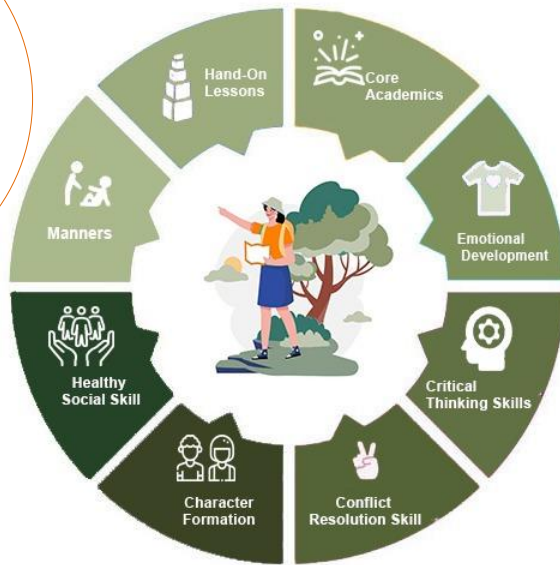 Hand-On
Lessons
Core
Academics
Emotional
Development
Critical
Thinking Skills
Conflict
Resolution Skill
Character
Formation
Healthy
Social Skill
Manners